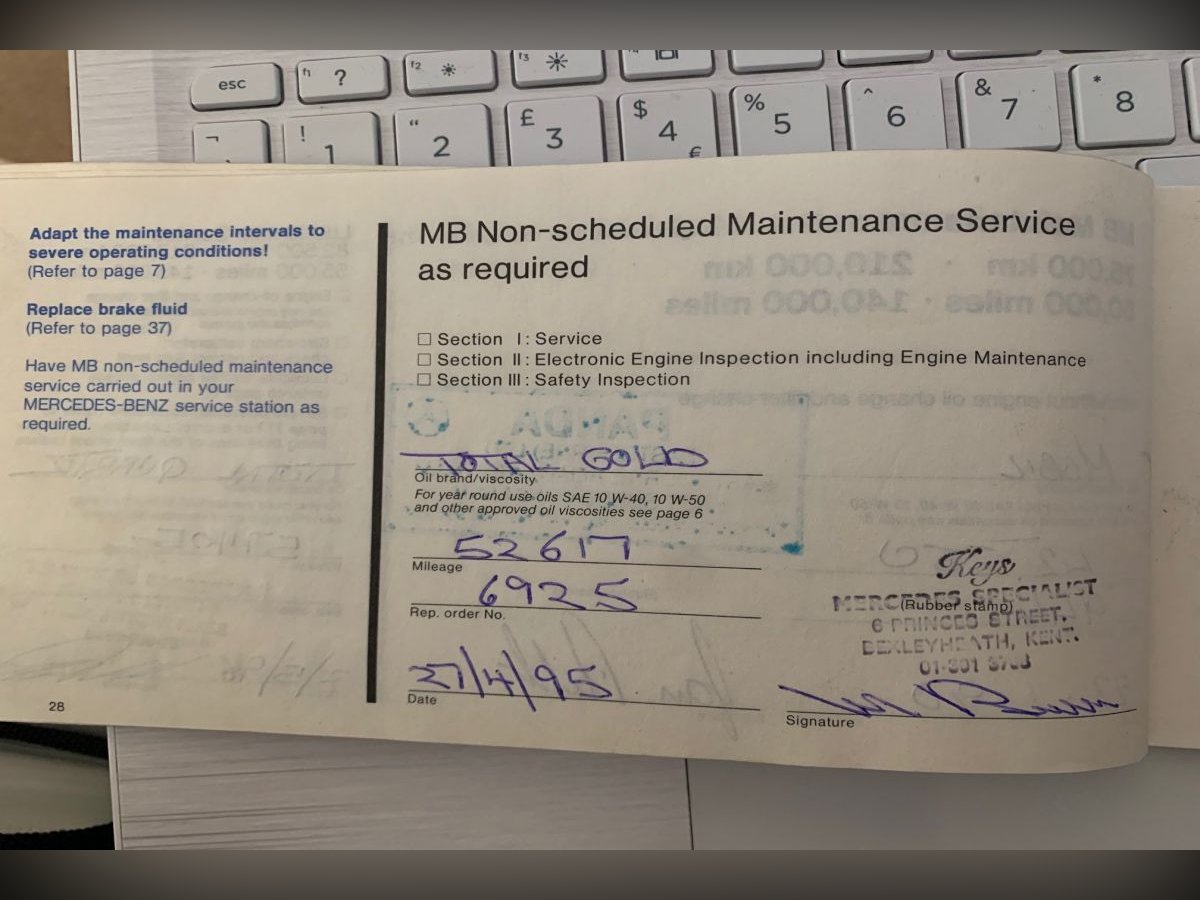 esc
f1 ?
f2
f3
¬
! 1
" 2
£ 3
$ 4 €
% 5
^ 6
& 7
* 8
Adapt the maintenance intervals to
severe operating conditions!
(Refer to page 7)
Replace brake fluid
(Refer to page 37)
Have MB non-scheduled maintenance
service carried out in your
MERCEDES-BENZ service station as
required.
28
MB Non-scheduled Maintenance Service
as required
☐ Section I : Service
☐ Section II : Electronic Engine Inspection including Engine Maintenance
☐ Section III : Safety Inspection
TOTAL GOLD
Oil brand/viscosity
For year round use oils SAE 10 W-40, 10 W-50
and other approved oil viscosities see page 6
52617
Mileage
6925
Rep. order No.
27/4/95
Date
Keys
MERCEDES SPECIALIST
(Rubber stamp)
6 PRINCES STREET,
BEXLEYHEATH, KENT.
01-301
Signature